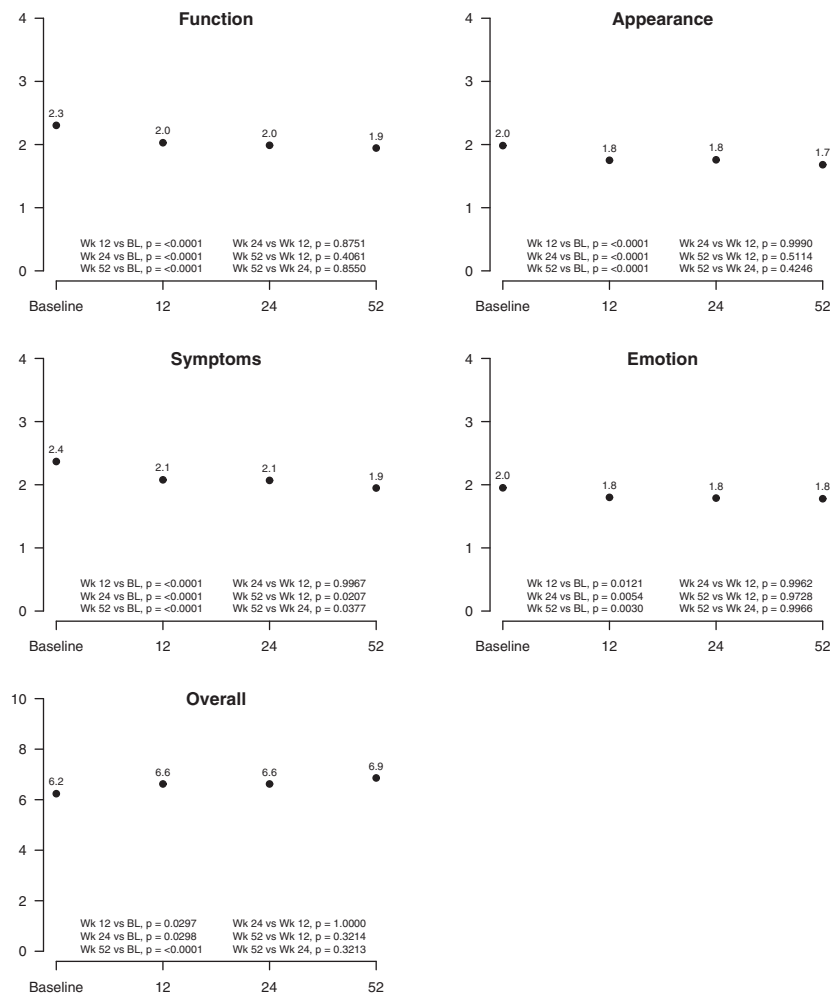 Function
4
3
2
1
0
2.3
2.0
2.0
1.9
Wk 12 vs BL, p = <0.0001 Wk 24 vs Wk 12, p = 0.8751
Wk 24 vs BL, p = <0.0001 Wk 52 vs Wk 12, p = 0.4061
Wk 52 vs BL, p = <0.0001 Wk 52 vs Wk 24, p = 0.8550
Baseline 12 24 52
Appearance
4
3
2
1
0
2.0
1.8
1.8
1.7
Wk 12 vs BL, p = <0.0001 Wk 24 vs Wk 12, p = 0.9990
Wk 24 vs BL, p = <0.0001 Wk 52 vs Wk 12, p = 0.5114
Wk 52 vs BL, p = <0.0001 Wk 52 vs Wk 24, p = 0.4246
Baseline 12 24 52
Symptoms
4
3
2
1
0
2.4
2.1
2.1
1.9
Wk 12 vs BL, p = <0.0001 Wk 24 vs Wk 12, p = 0.9967
Wk 24 vs BL, p = <0.0001 Wk 52 vs Wk 12, p = 0.0207
Wk 52 vs BL, p = <0.0001 Wk 52 vs Wk 24, p = 0.0377
Baseline 12 24 52
Emotion
4
3
2
1
0
2.0
1.8
1.8
1.8
Wk 12 vs BL, p = 0.0121 Wk 24 vs Wk 12, p = 0.9962
Wk 24 vs BL, p = 0.0054 Wk 52 vs Wk 12, p = 0.9728
Wk 52 vs BL, p = 0.0030 Wk 52 vs Wk 24, p = 0.9966
Baseline 12 24 52
Overall
10
8
6
4
2
0
6.2
6.6
6.6
6.9
Wk 12 vs BL, p = 0.0297 Wk 24 vs Wk 12, p = 1.0000
Wk 24 vs BL, p = 0.0298 Wk 52 vs Wk 12, p = 0.3214
Wk 52 vs BL, p = <0.0001 Wk 52 vs Wk 24, p = 0.3213
Baseline 12 24 52